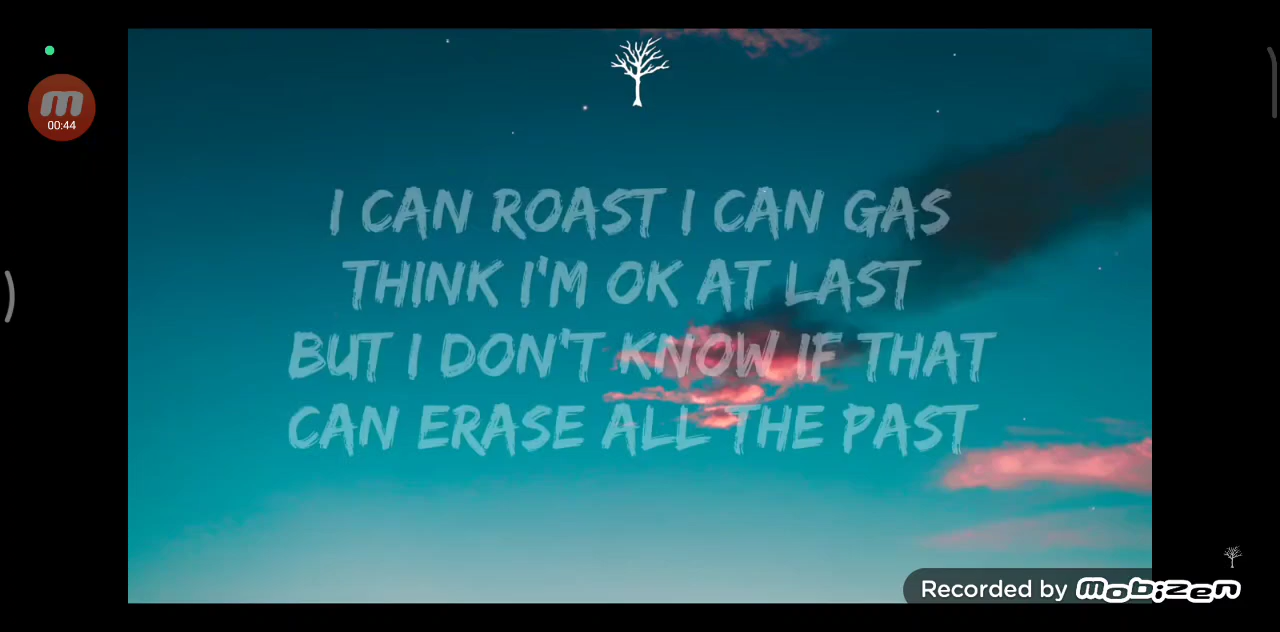 m
00:44
I CAN ROAST I CAN GAS
THINK I'M OK AT LAST
BUT I DON'T KNOW IF THAT
CAN ERASE ALL THE PAST
Recorded by mobizen